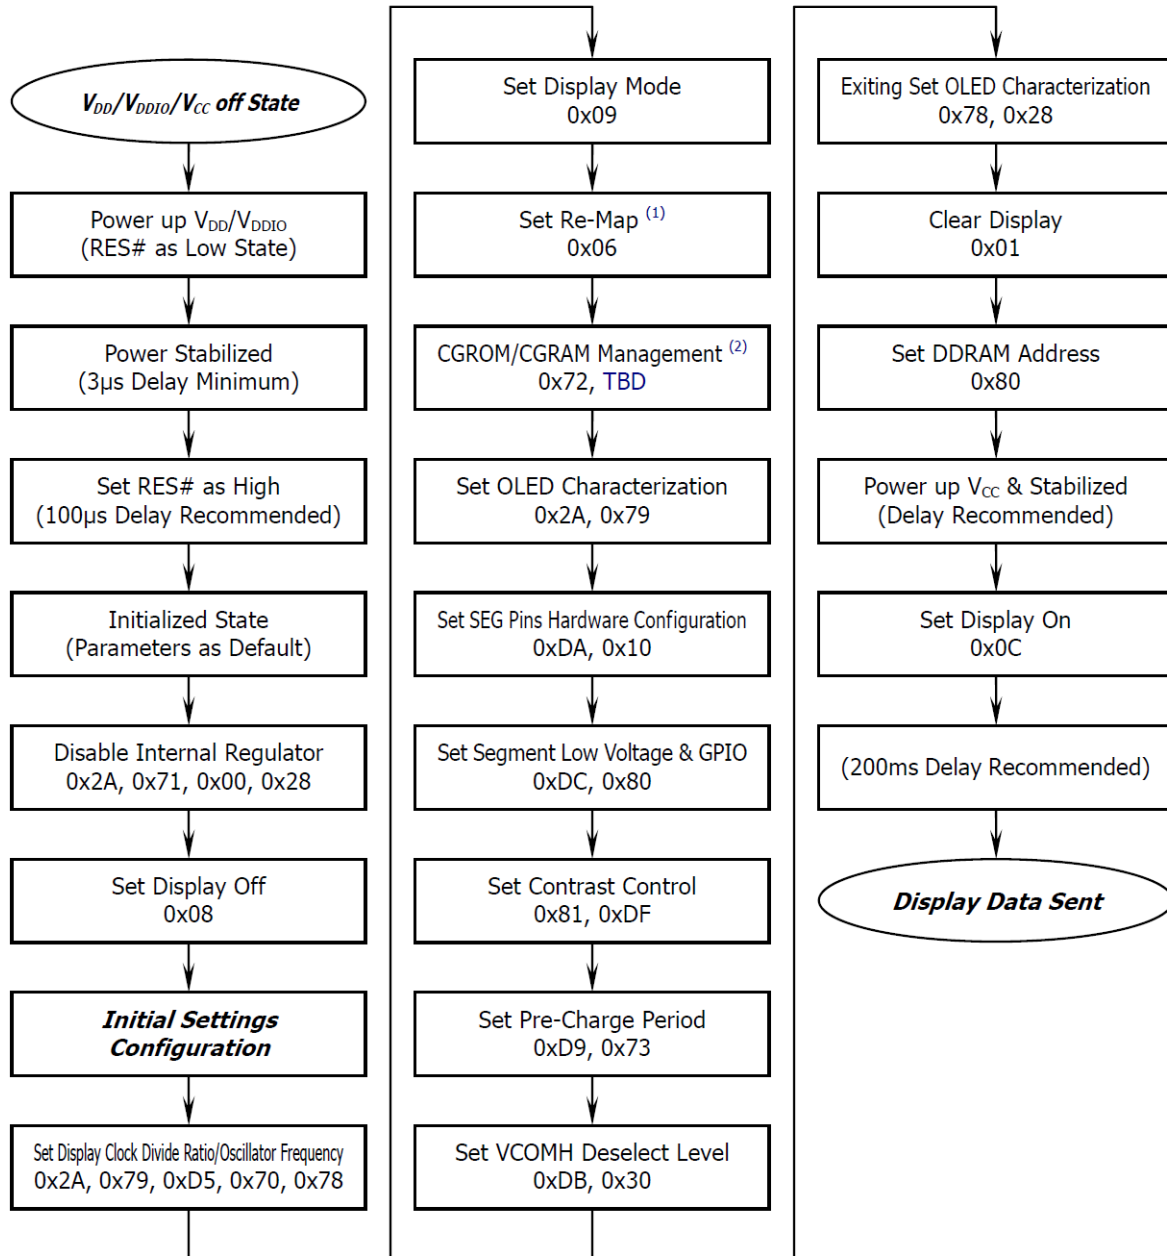 VDD/VDDIO/VCC off State
Power up VDD/VDDIO
(RES# as Low State)
Power Stabilized
(3µs Delay Minimum)
Set RES# as High
(100µs Delay Recommended)
Initialized State
(Parameters as Default)
Disable Internal Regulator
0x2A, 0x71, 0x00, 0x28
Set Display Off
0x08
Initial Settings
Configuration
Set Display Clock Divide Ratio/Oscillator Frequency
0x2A, 0x79, 0xD5, 0x70, 0x78
Set Display Mode
0x09
Set Re-Map (1)
0x06
CGROM/CGRAM Management (2)
0x72, TBD
Set OLED Characterization
0x2A, 0x79
Set SEG Pins Hardware Configuration
0xDA, 0x10
Set Segment Low Voltage & GPIO
0xDC, 0x80
Set Contrast Control
0x81, 0xDF
Set Pre-Charge Period
0xD9, 0x73
Set VCOMH Deselect Level
0xDB, 0x30
Exiting Set OLED Characterization
0x78, 0x28
Clear Display
0x01
Set DDRAM Address
0x80
Power up VCC & Stabilized
(Delay Recommended)
Set Display On
0x0C
(200ms Delay Recommended)
Display Data Sent